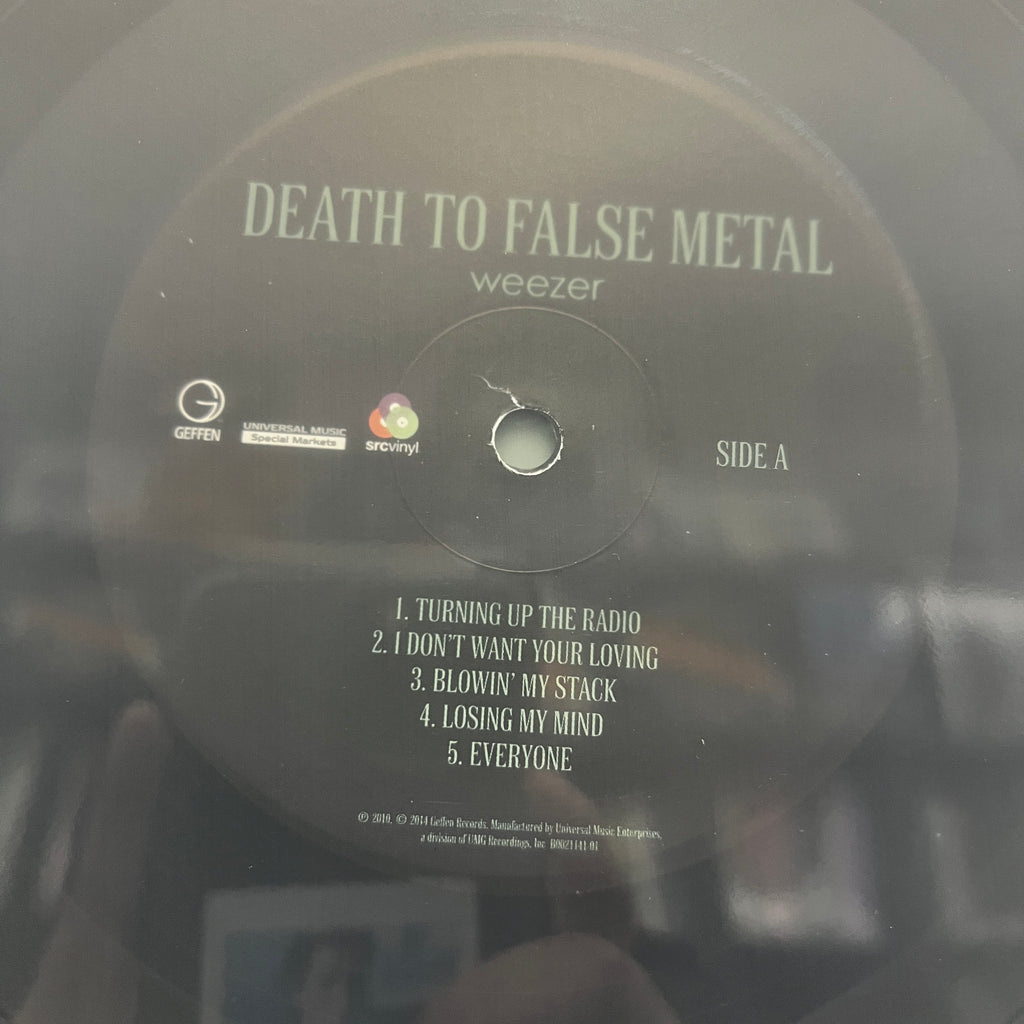 DEATH TO FALSE METAL
weezer
GEFFEN
UNIVERSAL MUSIC
Special Markets
srcvinyl
SIDE A
1. TURNING UP THE RADIO
2. I DON'T WANT YOUR LOVING
3. BLOWIN' MY STACK
4. LOSING MY MIND
5. EVERYONE
℗ 2010, © 2014 Geffen Records. Manufactured by Universal Music Enterprises,
a division of UMG Recordings, Inc. B0021141-01